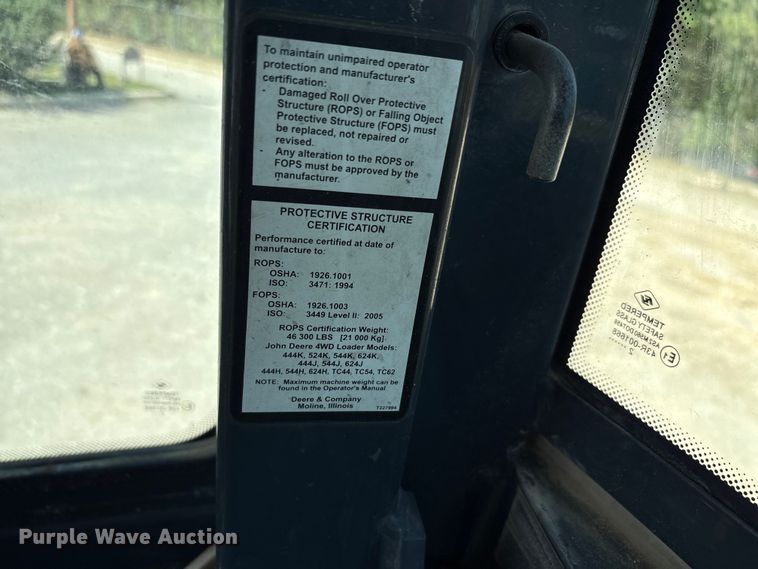 To maintain unimpaired operator
protection and manufacturer's
certification:
- Damaged Roll Over Protective
Structure (ROPS) or Falling Object
Protective Structure (FOPS) must
be replaced, not repaired or
revised.
- Any alteration to the ROPS or
FOPS must be approved by the
manufacturer.
PROTECTIVE STRUCTURE
CERTIFICATION
Performance certified at date of
manufacture to:
ROPS:
OSHA: 1926.1001
ISO: 3471: 1994
FOPS:
OSHA: 1926.1003
ISO: 3449 Level II: 2005
ROPS Certification Weight:
46 300 LBS [21 000 Kg]
John Deere 4WD Loader Models:
444K, 524K, 544K, 624K,
444J, 544J, 624J
444H, 544H, 624H, TC44, TC54, TC62
NOTE: Maximum machine weight can be
found in the Operator's Manual
Deere & Company
Moline, Illinois
T227994
TEMPERED
SAFETY GLASS
43R-001668
Purple Wave Auction